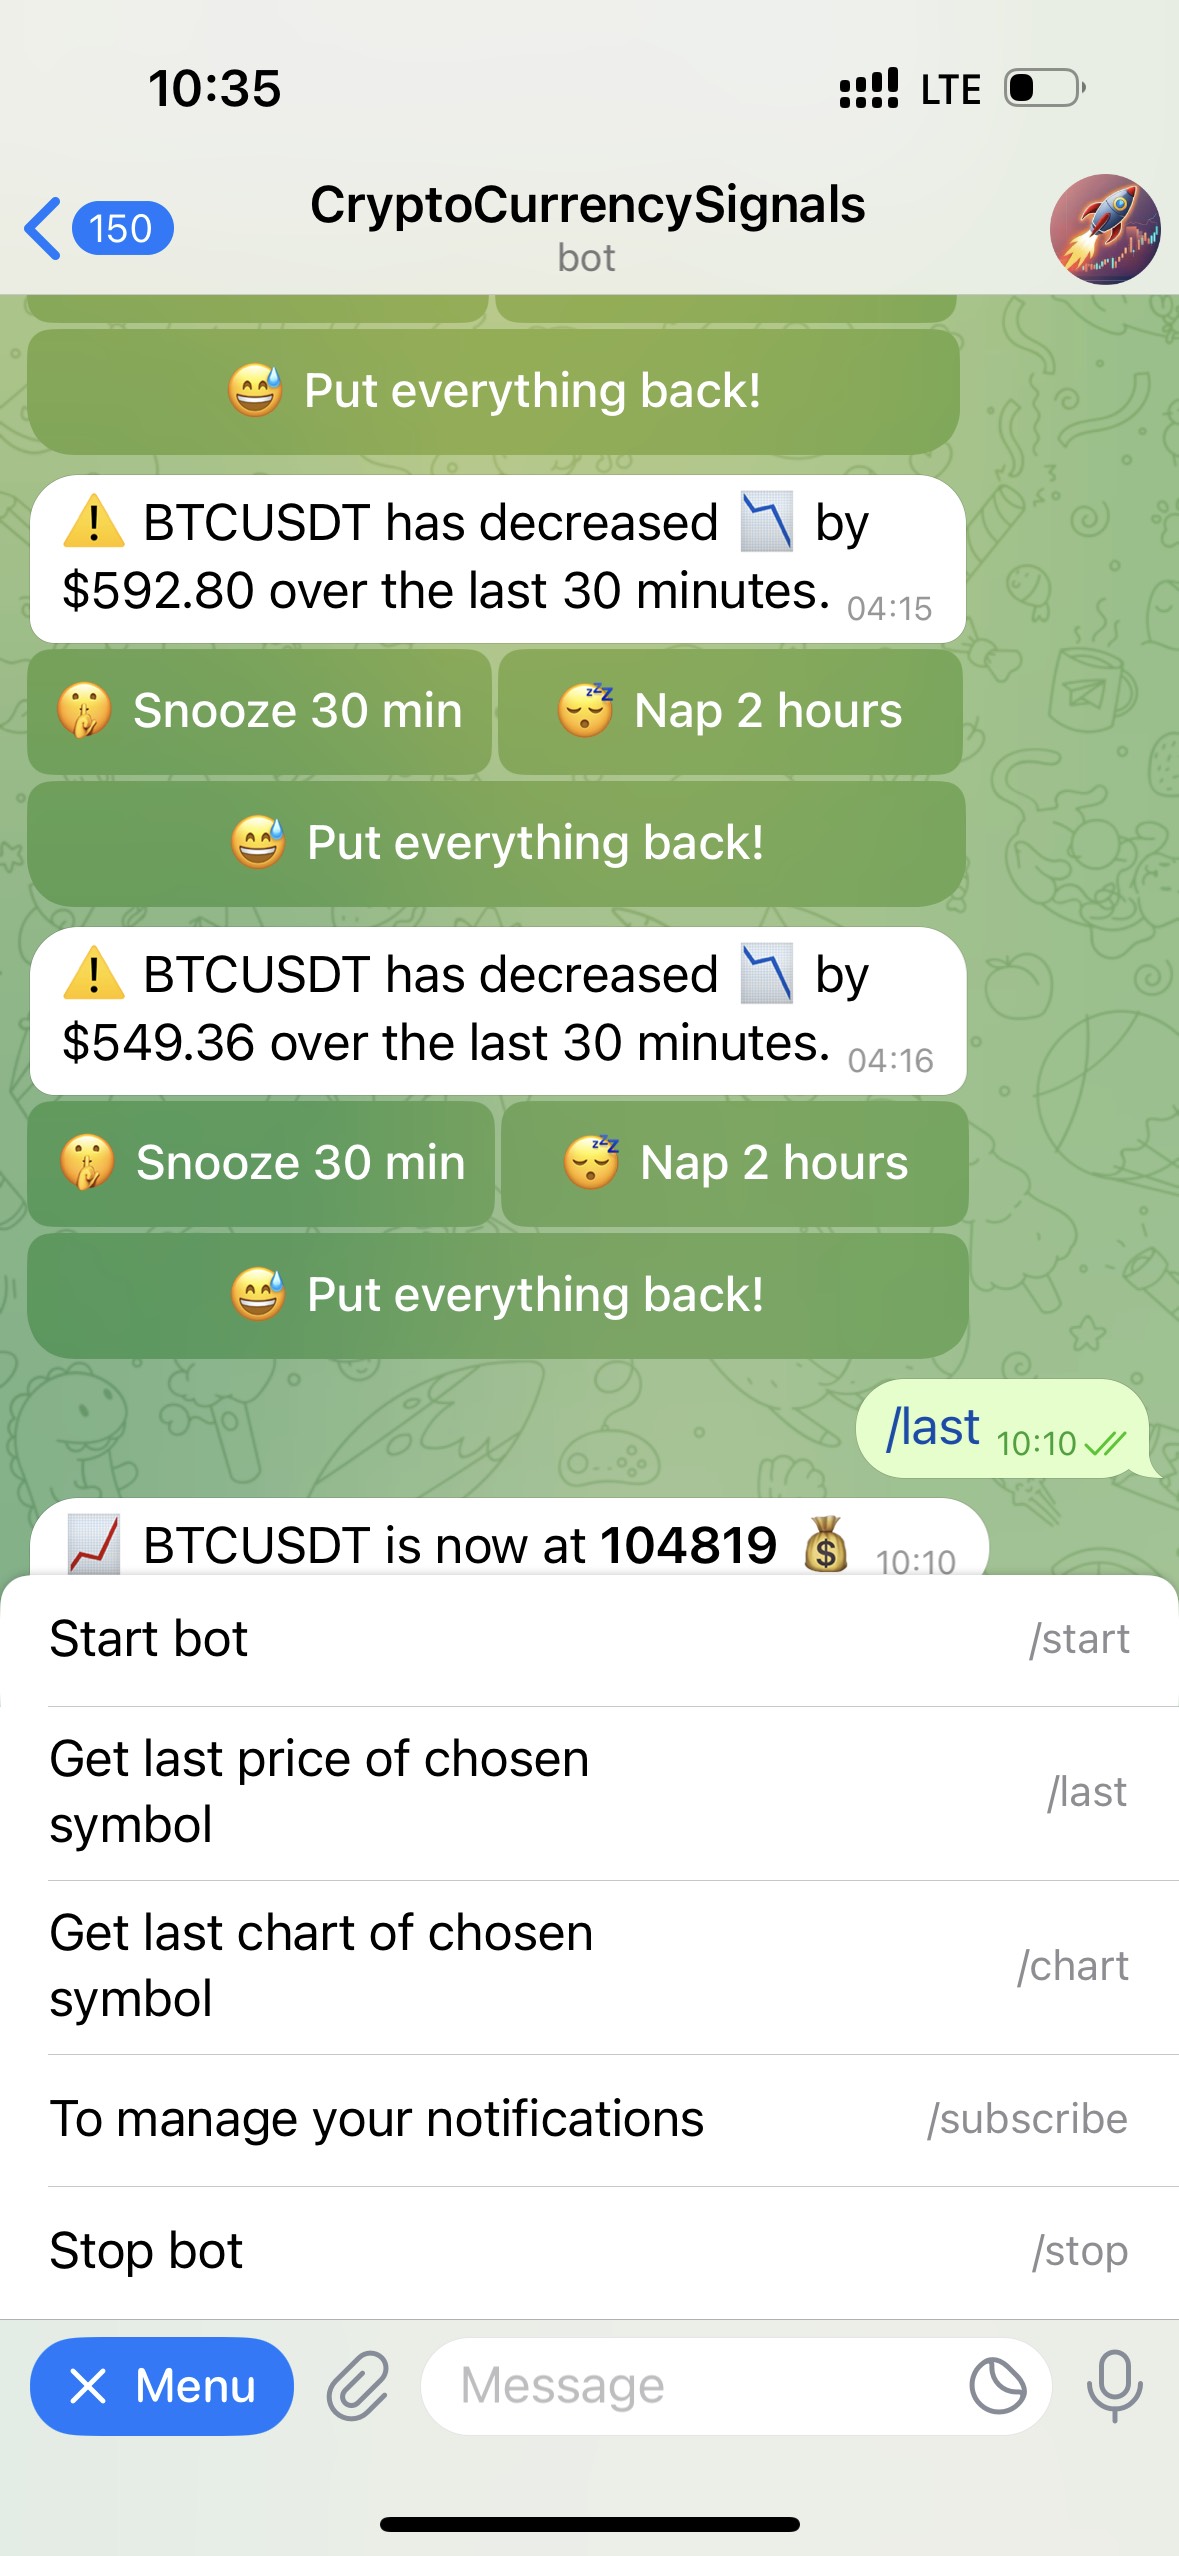 10:35
LTE
150
CryptoCurrencySignals
bot
😅 Put everything back!
⚠️ BTCUSDT has decreased 📉 by
$592.80 over the last 30 minutes. 04:15
🤫 Snooze 30 min
😴 Nap 2 hours
😅 Put everything back!
⚠️ BTCUSDT has decreased 📉 by
$549.36 over the last 30 minutes. 04:16
🤫 Snooze 30 min
😴 Nap 2 hours
😅 Put everything back!
/last 10:10
📈 BTCUSDT is now at 104819 💰 10:10
Start bot
/start
Get last price of chosen
symbol
/last
Get last chart of chosen
symbol
/chart
To manage your notifications
/subscribe
Stop bot
/stop
Menu
Message